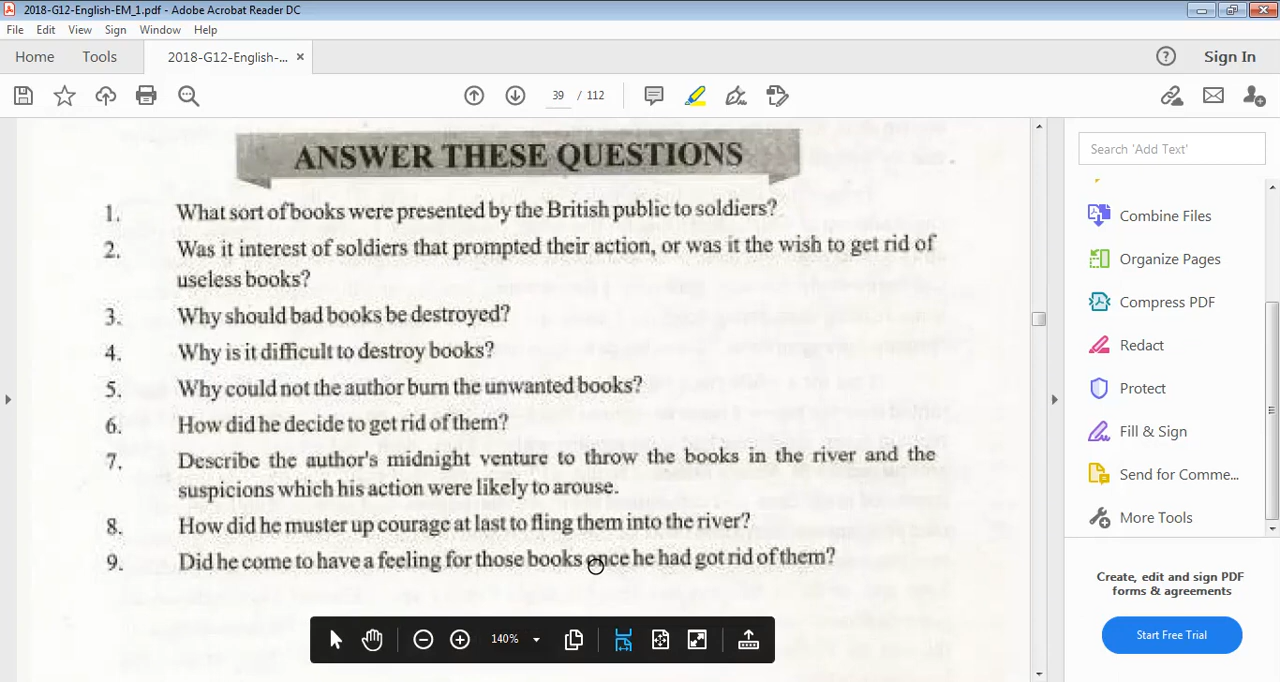 2018-G12-English-EM_1.pdf - Adobe Acrobat Reader DC
File Edit View Sign Window Help
Home Tools 2018-G12-English-... × Sign In
39 / 112
Search 'Add Text'
ANSWER THESE QUESTIONS
1. What sort of books were presented by the British public to soldiers?
2. Was it interest of soldiers that prompted their action, or was it the wish to get rid of
useless books?
3. Why should bad books be destroyed?
4. Why is it difficult to destroy books?
5. Why could not the author burn the unwanted books?
6. How did he decide to get rid of them?
7. Describe the author's midnight venture to throw the books in the river and the
suspicions which his action were likely to arouse.
8. How did he muster up courage at last to fling them into the river?
9. Did he come to have a feeling for those books once he had got rid of them?
140%
Combine Files
Organize Pages
Compress PDF
Redact
Protect
Fill & Sign
Send for Comme...
More Tools
Create, edit and sign PDF
forms & agreements
Start Free Trial